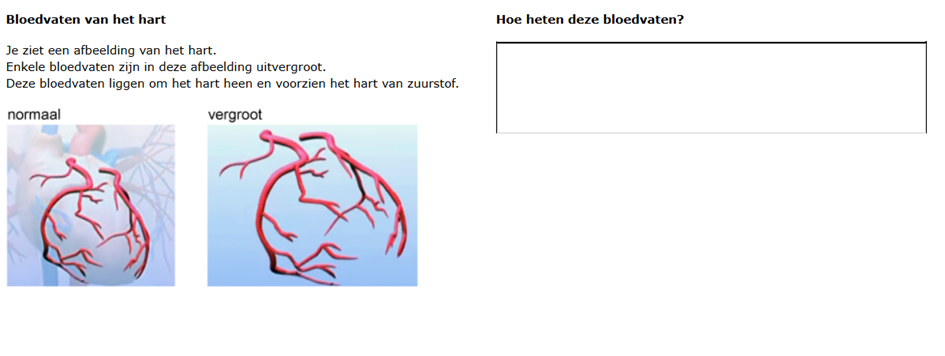 Bloedvaten van het hart
Je ziet een afbeelding van het hart.
Enkele bloedvaten zijn in deze afbeelding uitvergroot.
Deze bloedvaten liggen om het hart heen en voorzien het hart van zuurstof.
normaal
vergroot
Hoe heten deze bloedvaten?